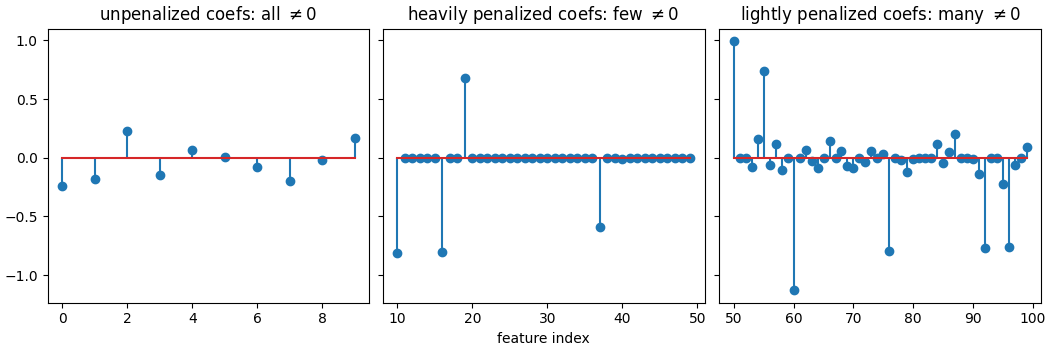 unpenalized coefs: all ≠0
heavily penalized coefs: few ≠0
lightly penalized coefs: many ≠0
1.0
0.5
0.0
−0.5
−1.0
0 2 4 6 8
10 20 30 40 50
50 60 70 80 90 100
feature index